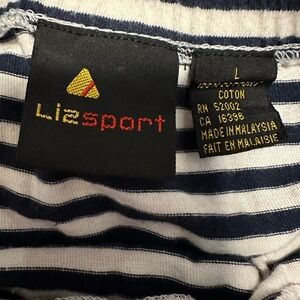 Lizsport
L
COTON
RN 52002
CA 16398
MADE IN MALAYSIA
FAIT EN MALAISIE